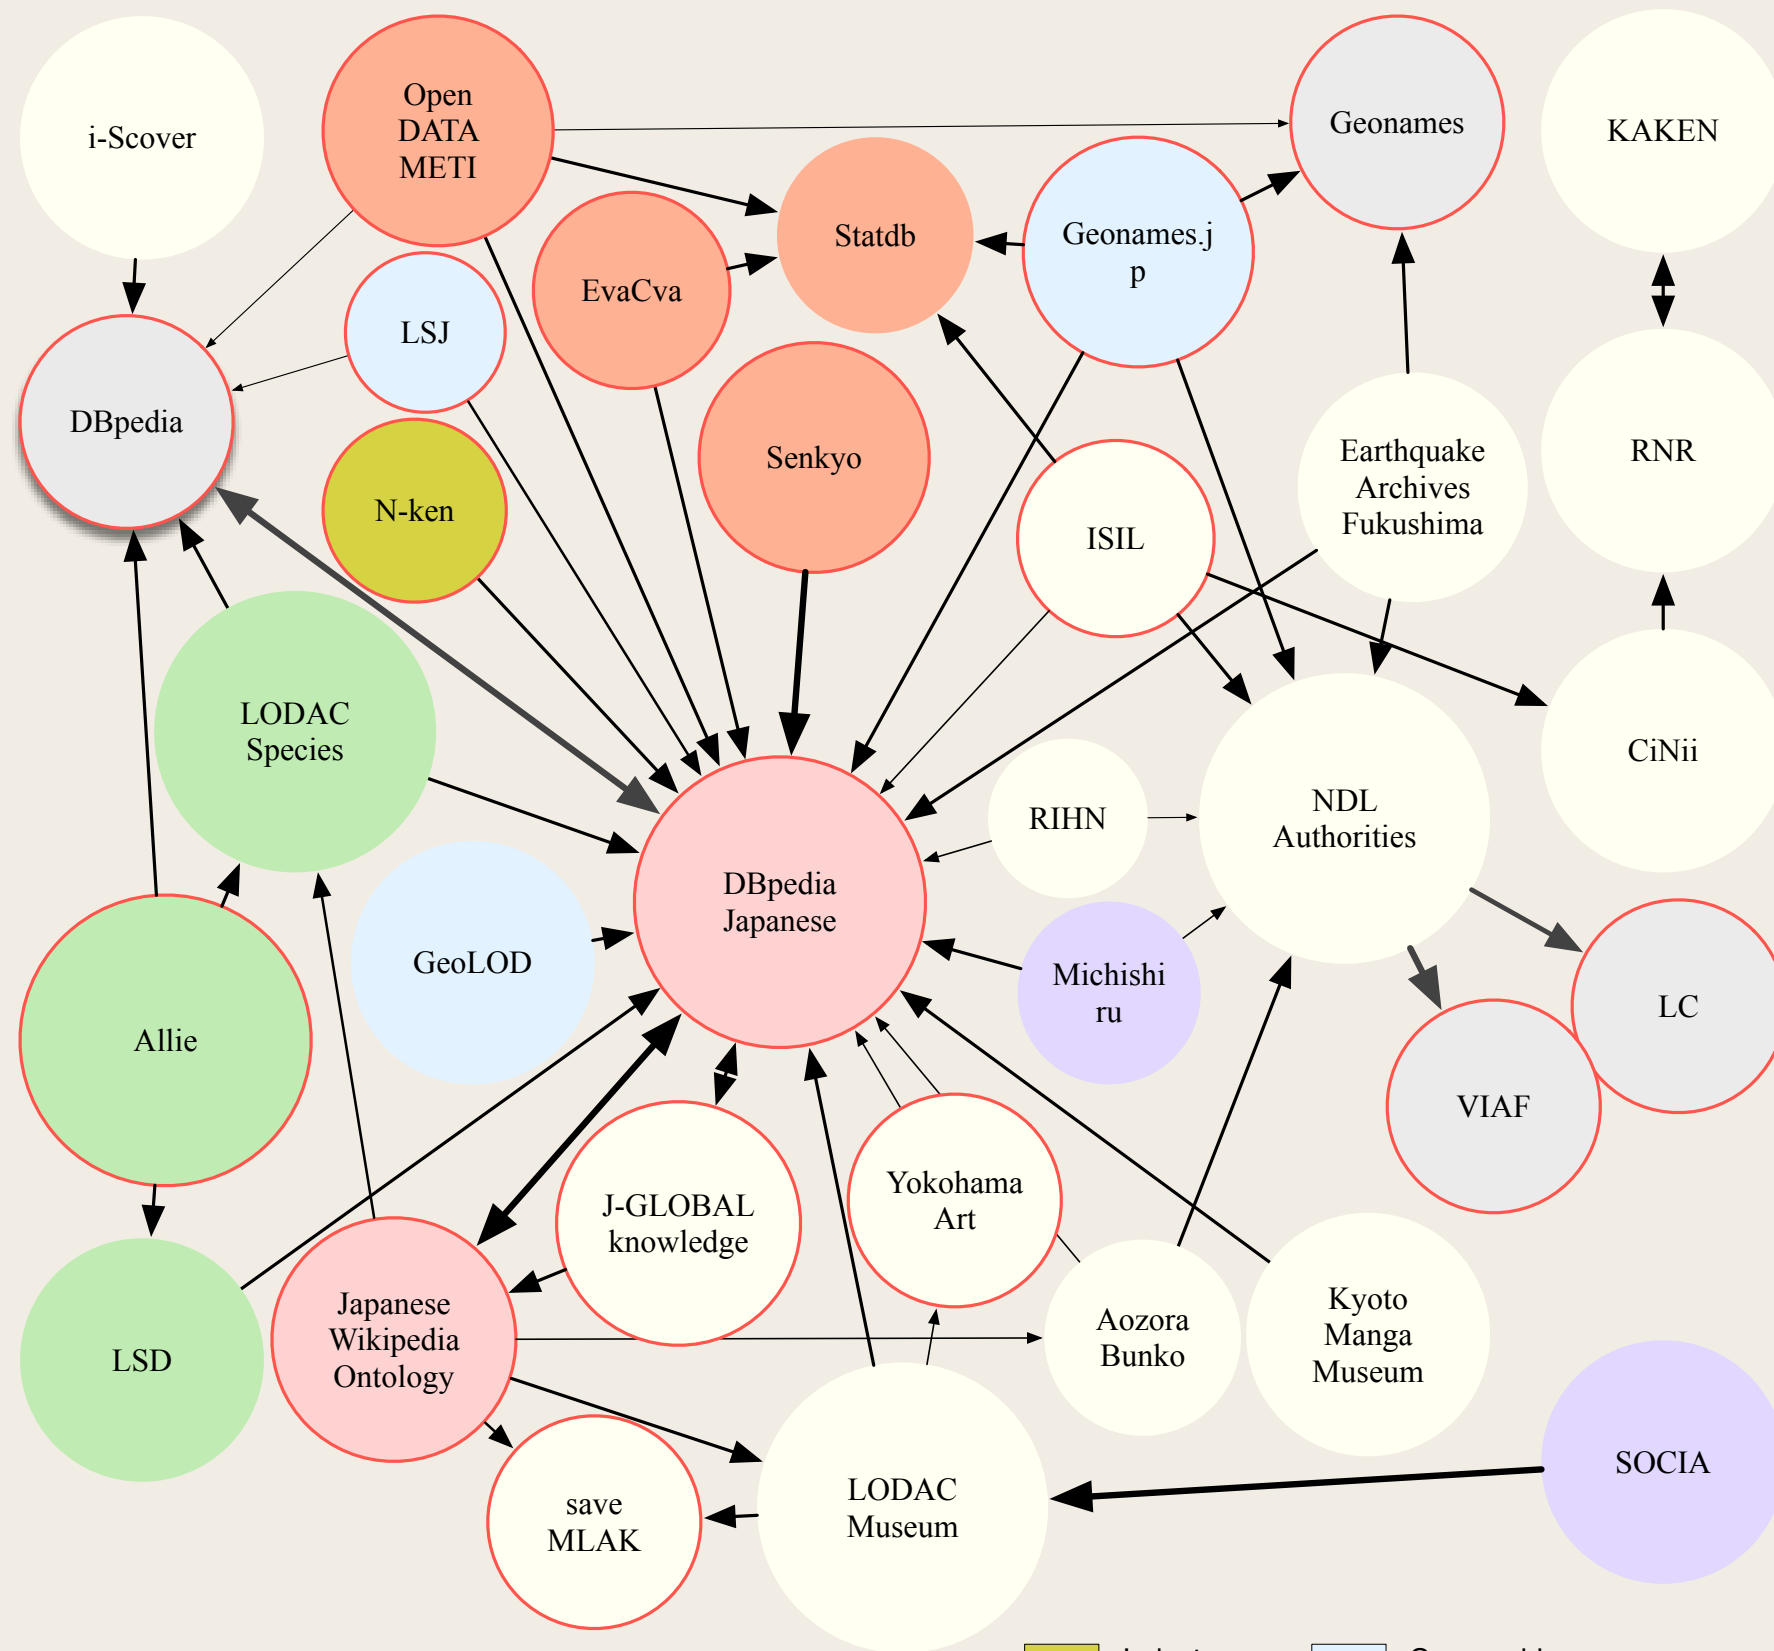 i-Scover
Open
DATA
METI
Geonames
KAKEN
Statdb
Geonames.j
p
EvaCva
LSJ
DBpedia
Senkyo
N-ken
ISIL
Earthquake
Archives
Fukushima
RNR
LODAC
Species
CiNii
RIHN
NDL
Authorities
DBpedia
Japanese
GeoLOD
Michishi
ru
LC
Allie
VIAF
J-GLOBAL
knowledge
Yokohama
Art
Japanese
Wikipedia
Ontology
LSD
Aozora
Bunko
Kyoto
Manga
Museum
SOCIA
save
MLAK
LODAC
Museum